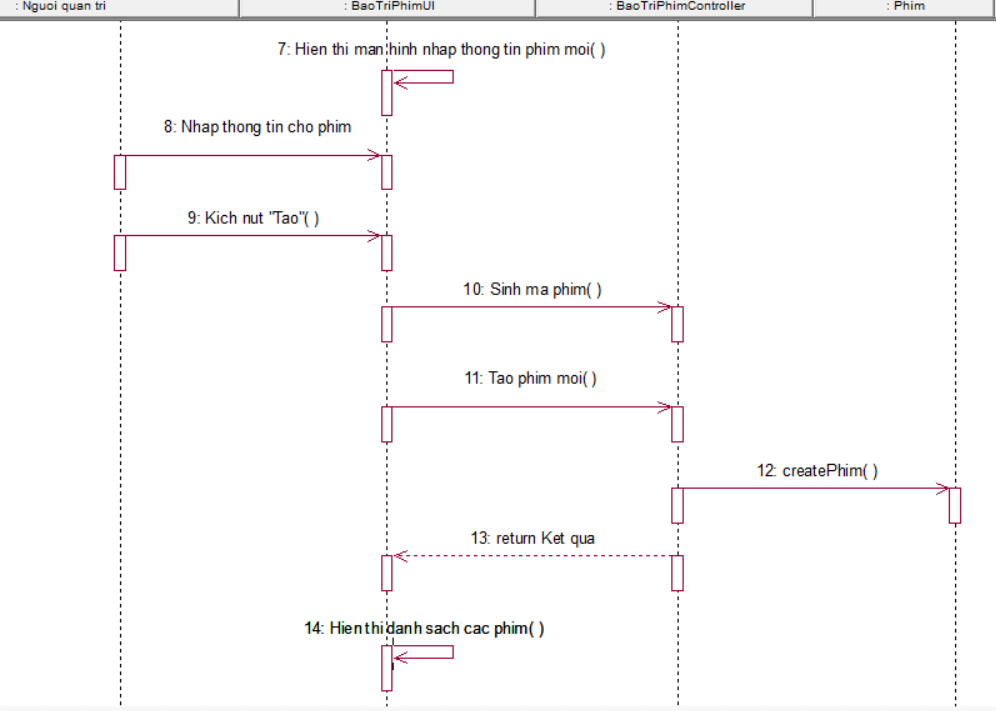 : Nguoi quan tri
: BaoTriPhimUI
: BaoTriPhimController
: Phim
7: Hien thi man hinh nhap thong tin phim moi( )
8: Nhap thong tin cho phim
9: Kich nut "Tao"( )
10: Sinh ma phim( )
11: Tao phim moi( )
12: createPhim( )
13: return Ket qua
14: Hien thi danh sach cac phim( )